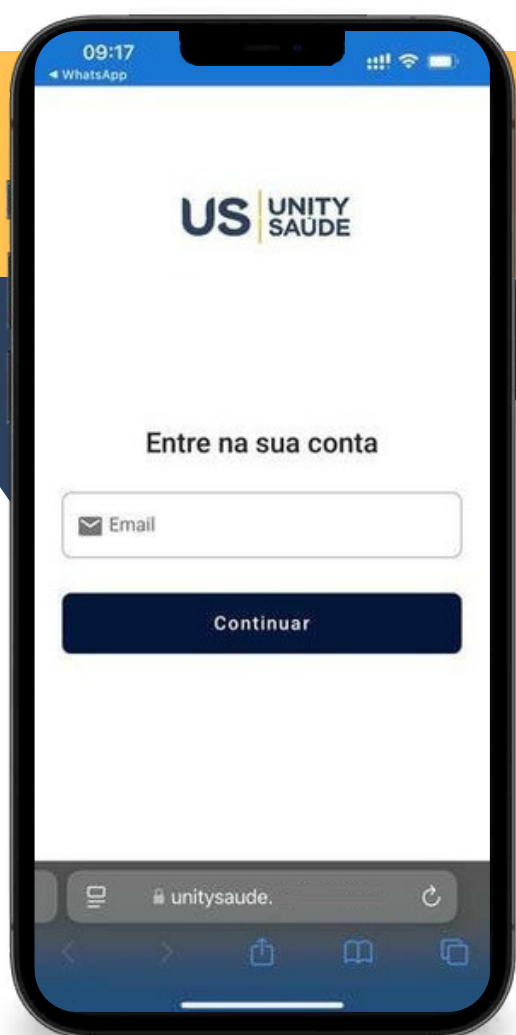 09:17
◀ WhatsApp
US UNITY
SAÚDE
Entre na sua conta
Email
Continuar
unitysaude.